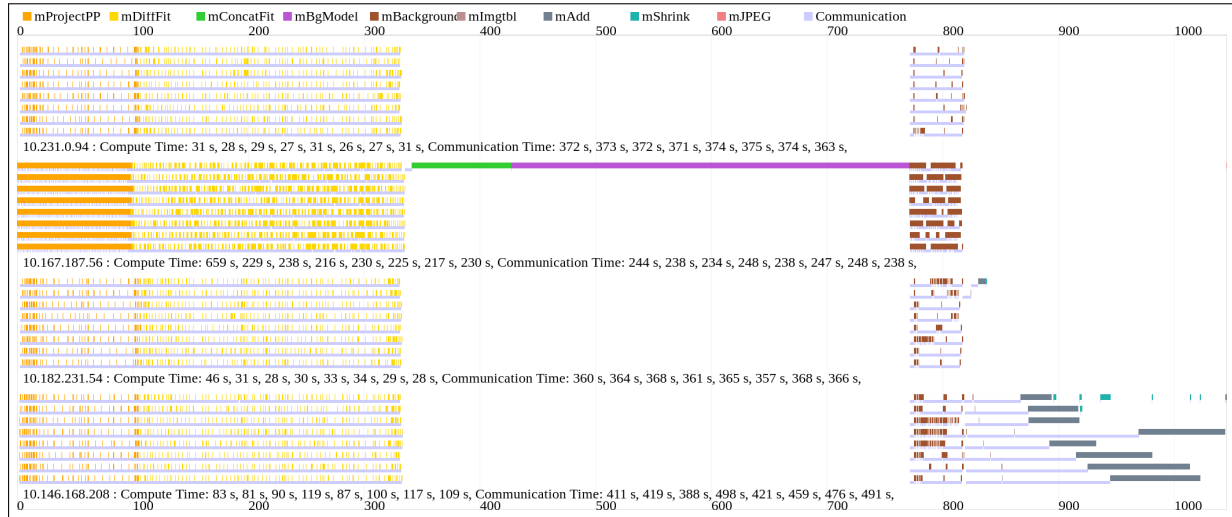 mProjectPP mDiffFit mConcatFit mBgModel mBackground mImgtbl mAdd mShrink mJPEG Communication
0 100 200 300 400 500 600 700 800 900 1000
10.231.0.94 : Compute Time: 31 s, 28 s, 29 s, 27 s, 31 s, 26 s, 27 s, 31 s, Communication Time: 372 s, 373 s, 372 s, 371 s, 374 s, 375 s, 374 s, 363 s,
10.167.187.56 : Compute Time: 659 s, 229 s, 238 s, 216 s, 230 s, 225 s, 217 s, 230 s, Communication Time: 244 s, 238 s, 234 s, 248 s, 238 s, 247 s, 248 s, 238 s,
10.182.231.54 : Compute Time: 46 s, 31 s, 28 s, 30 s, 33 s, 34 s, 29 s, 28 s, Communication Time: 360 s, 364 s, 368 s, 361 s, 365 s, 357 s, 368 s, 366 s,
10.146.168.208 : Compute Time: 83 s, 81 s, 90 s, 119 s, 87 s, 100 s, 117 s, 109 s, Communication Time: 411 s, 419 s, 388 s, 498 s, 421 s, 459 s, 476 s, 491 s,
0 100 200 300 400 500 600 700 800 900 1000